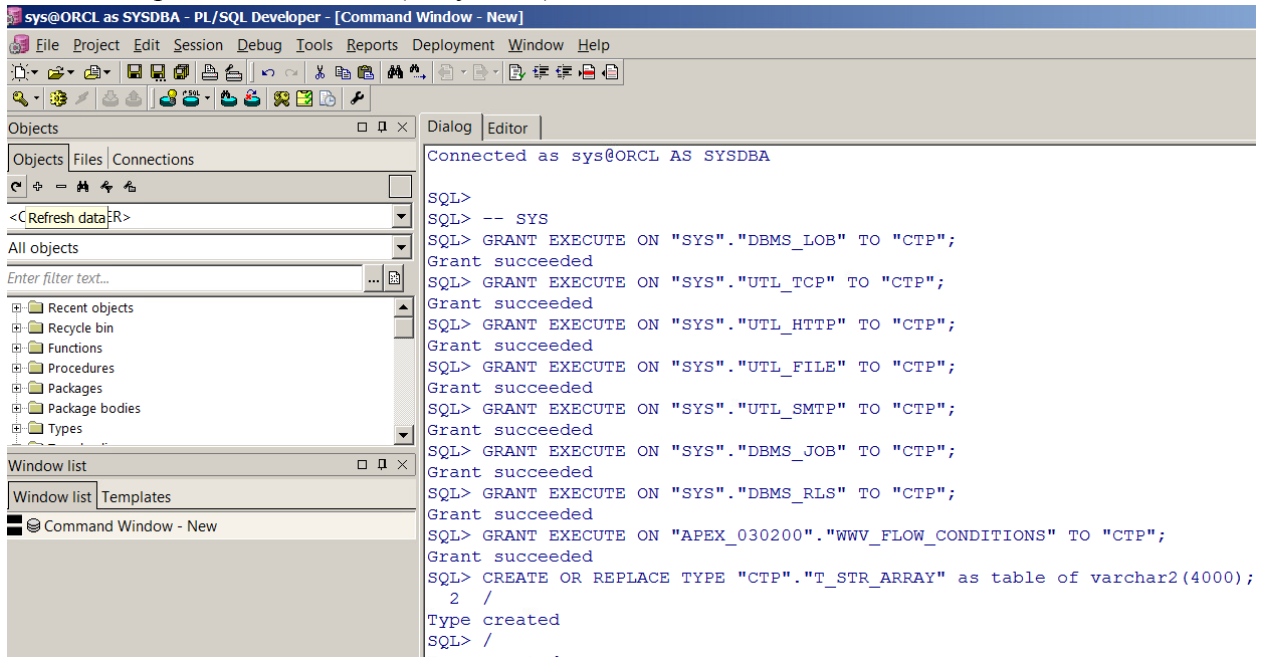 sys@ORCL as SYSDBA - PL/SQL Developer - [Command Window - New]
File Project Edit Session Debug Tools Reports Deployment Window Help
Objects
Objects Files Connections
<C Refresh data ER>
All objects
Enter filter text...
Recent objects
Recycle bin
Functions
Procedures
Packages
Package bodies
Types
Window list
Window list Templates
Command Window - New
Dialog Editor
Connected as sys@ORCL AS SYSDBA
SQL>
SQL> -- SYS
SQL> GRANT EXECUTE ON "SYS"."DBMS_LOB" TO "CTP";
Grant succeeded
SQL> GRANT EXECUTE ON "SYS"."UTL_TCP" TO "CTP";
Grant succeeded
SQL> GRANT EXECUTE ON "SYS"."UTL_HTTP" TO "CTP";
Grant succeeded
SQL> GRANT EXECUTE ON "SYS"."UTL_FILE" TO "CTP";
Grant succeeded
SQL> GRANT EXECUTE ON "SYS"."UTL_SMTP" TO "CTP";
Grant succeeded
SQL> GRANT EXECUTE ON "SYS"."DBMS_JOB" TO "CTP";
Grant succeeded
SQL> GRANT EXECUTE ON "SYS"."DBMS_RLS" TO "CTP";
Grant succeeded
SQL> GRANT EXECUTE ON "APEX_030200"."WWV_FLOW_CONDITIONS" TO "CTP";
Grant succeeded
SQL> CREATE OR REPLACE TYPE "CTP"."T_STR_ARRAY" as table of varchar2(4000);
2 /
Type created
SQL> /